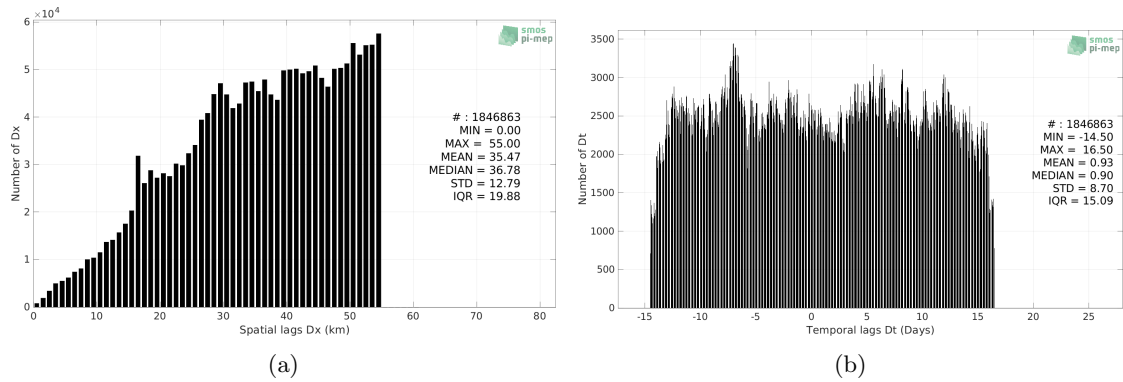 ×10⁴
6
5
4
3
2
1
0
Number of Dx
0 10 20 30 40 50 60 70 80
Spatial lags Dx (km)
smos
pi-mep
# : 1846863
MIN = 0.00
MAX = 55.00
MEAN = 35.47
MEDIAN = 36.78
STD = 12.79
IQR = 19.88
(a)
3500
3000
2500
2000
1500
1000
500
0
Number of Dt
-15 -10 -5 0 5 10 15 20 25
Temporal lags Dt (Days)
smos
pi-mep
# : 1846863
MIN = -14.50
MAX = 16.50
MEAN = 0.93
MEDIAN = 0.90
STD = 8.70
IQR = 15.09
(b)